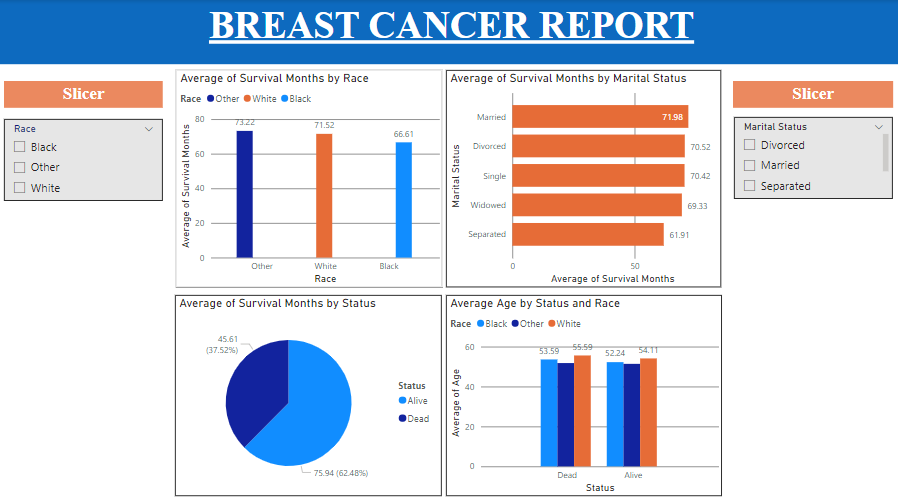 BREAST CANCER REPORT
Slicer
Race
Black
Other
White
Average of Survival Months by Race
Race Other White Black
Average of Survival Months
80
60
40
20
0
73.22
71.52
66.61
Other White Black
Race
Average of Survival Months by Marital Status
Marital Status
Married 71.98
Divorced 70.52
Single 70.42
Widowed 69.33
Separated 61.91
0 50
Average of Survival Months
Slicer
Marital Status
Divorced
Married
Separated
Average of Survival Months by Status
45.61
(37.52%)
75.94 (62.48%)
Status
Alive
Dead
Average Age by Status and Race
Race Black Other White
Average of Age
60
40
20
0
53.59 55.59 52.24 54.11
Dead Alive
Status